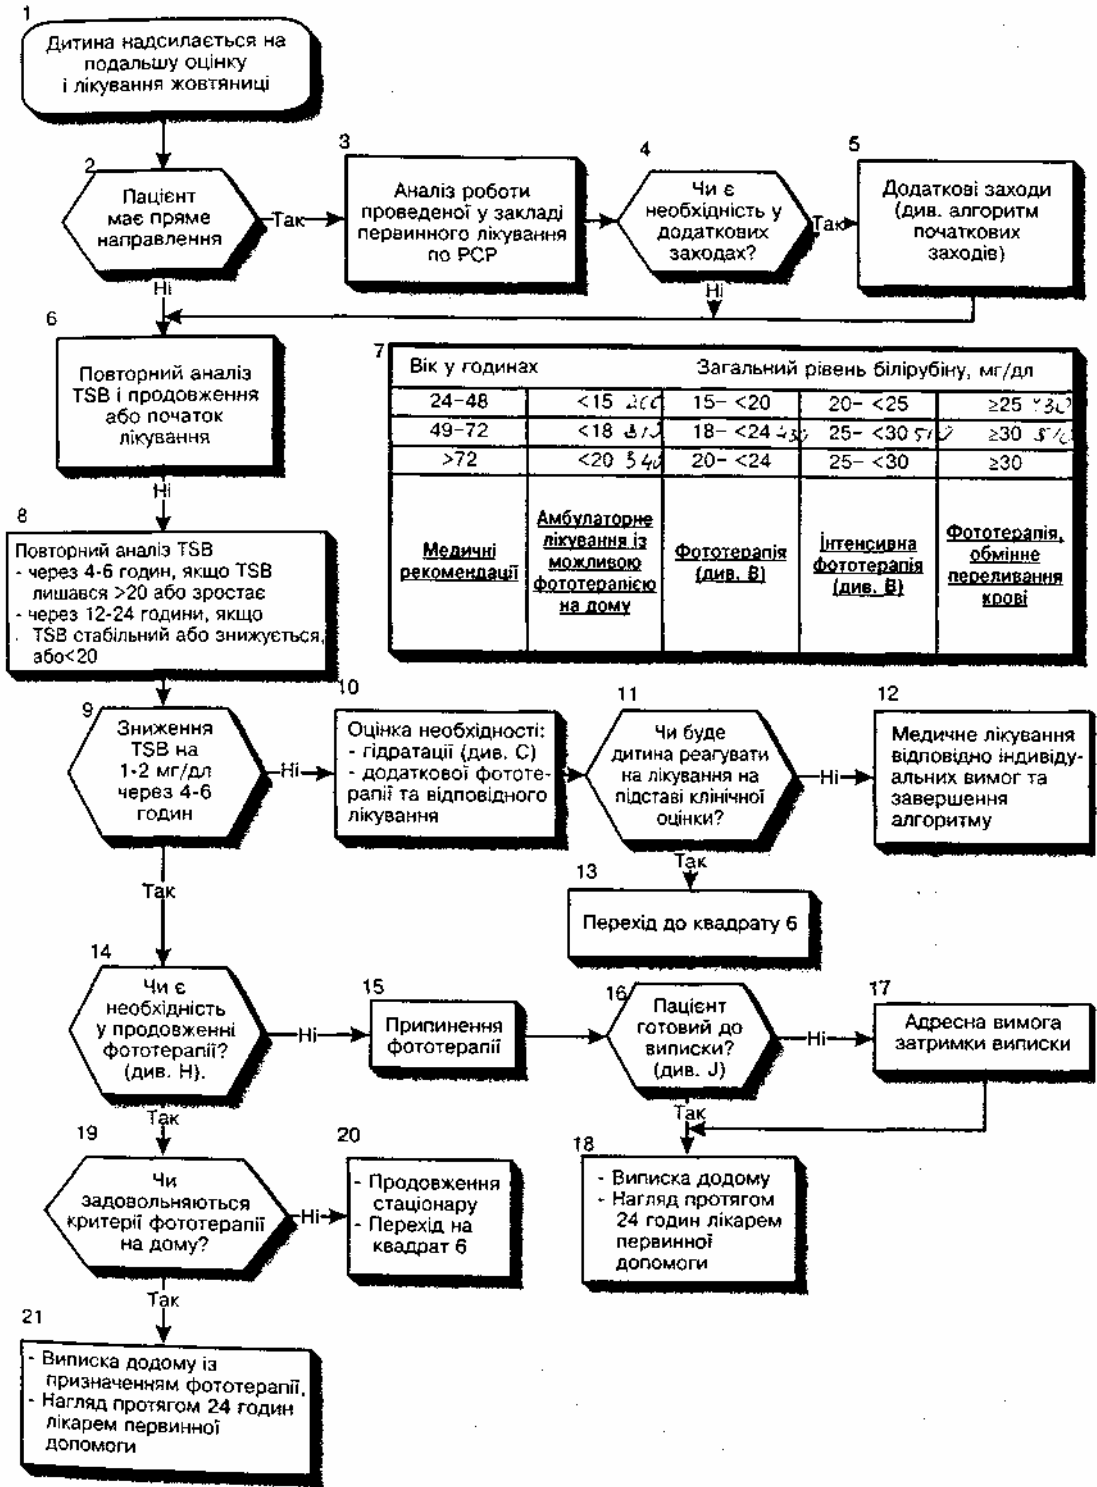 1
Дитина надсилається на
подальшу оцінку
і лікування жовтяниці
2
Пацієнт
має пряме
направлення
Так
3
Аналіз роботи
проведеної у закладі
первинного лікування
по PCP
4
Чи є
необхідність у
додаткових
заходах?
Так
5
Додаткові заходи
(див. алгоритм
початкових
заходів)
Ні
Ні
6
Повторний аналіз
TSB і продовження
або початок
лікування
7
Вік у годинах Загальний рівень білірубіну, мг/дл
24-48 <15 15- <20 20- <25 ≥25
49-72 <18 18- <24 25- <30 ≥30
>72 <20 340 20- <24 25- <30 ≥30
Медичні
рекомендації
Амбулаторне
лікування із
можливою
фототерапією
на дому
Фототерапія
(див. B)
Інтенсивна
фототерапія
(див. B)
Фототерапія,
обмінне
переливання
крові
Ні
8
Повторний аналіз TSB
- через 4-6 годин, якщо TSB
лишався >20 або зростає
- через 12-24 години, якщо
TSB стабільний або знижується,
або<20
9
Зниження
TSB на
1-2 мг/дл
через 4-6
годин
Ні
10
Оцінка необхідності:
- гідратації (див. C)
- додаткової фототе-
рапії та відповідного
лікування
11
Чи буде
дитина реагувати
на лікування на
підставі клінічної
оцінки?
Ні
12
Медичне лікування
відповідно індивіду-
альних вимог та
завершення
алгоритму
Так
13
Перехід до квадрату 6
Так
14
Чи є
необхідність
у продовженні
фототерапії?
(див. H).
Ні
15
Припинення
фототерапії
16
Пацієнт
готовий до
виписки?
(див. J)
Ні
17
Адресна вимога
затримки виписки
Так
18
- Виписка додому
- Нагляд протягом
24 годин лікарем
первинної
допомоги
Так
19
Чи
задовольняються
критерії фототерапії
на дому?
Ні
20
- Продовження
стаціонару
- Перехід на
квадрат 6
Так
21
- Виписка додому із
призначенням фототерапії,
- Нагляд протягом 24 годин
лікарем первинної
допомоги